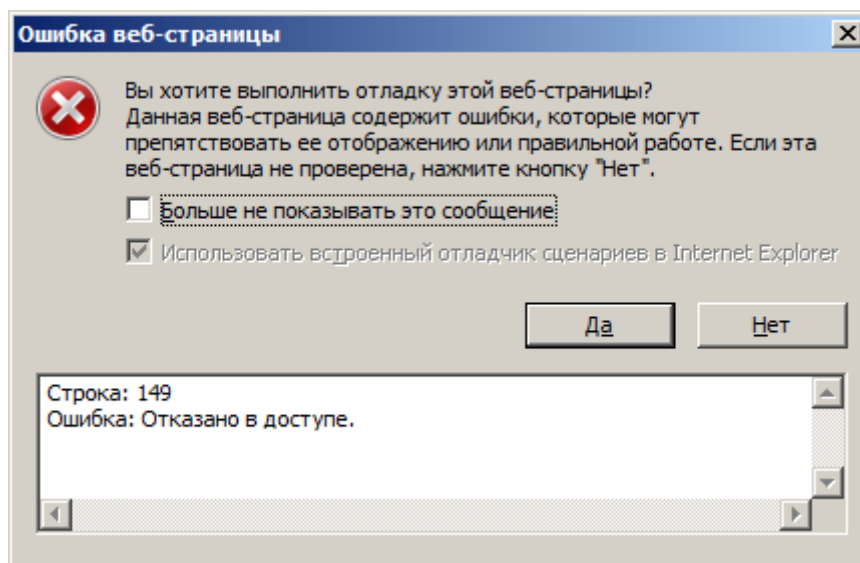 Ошибка веб-страницы
Вы хотите выполнить отладку этой веб-страницы?
Данная веб-страница содержит ошибки, которые могут
препятствовать ее отображению или правильной работе. Если эта
веб-страница не проверена, нажмите кнопку "Нет".
Больше не показывать это сообщение
Использовать встроенный отладчик сценариев в Internet Explorer
Да
Нет
Строка: 149
Ошибка: Отказано в доступе.